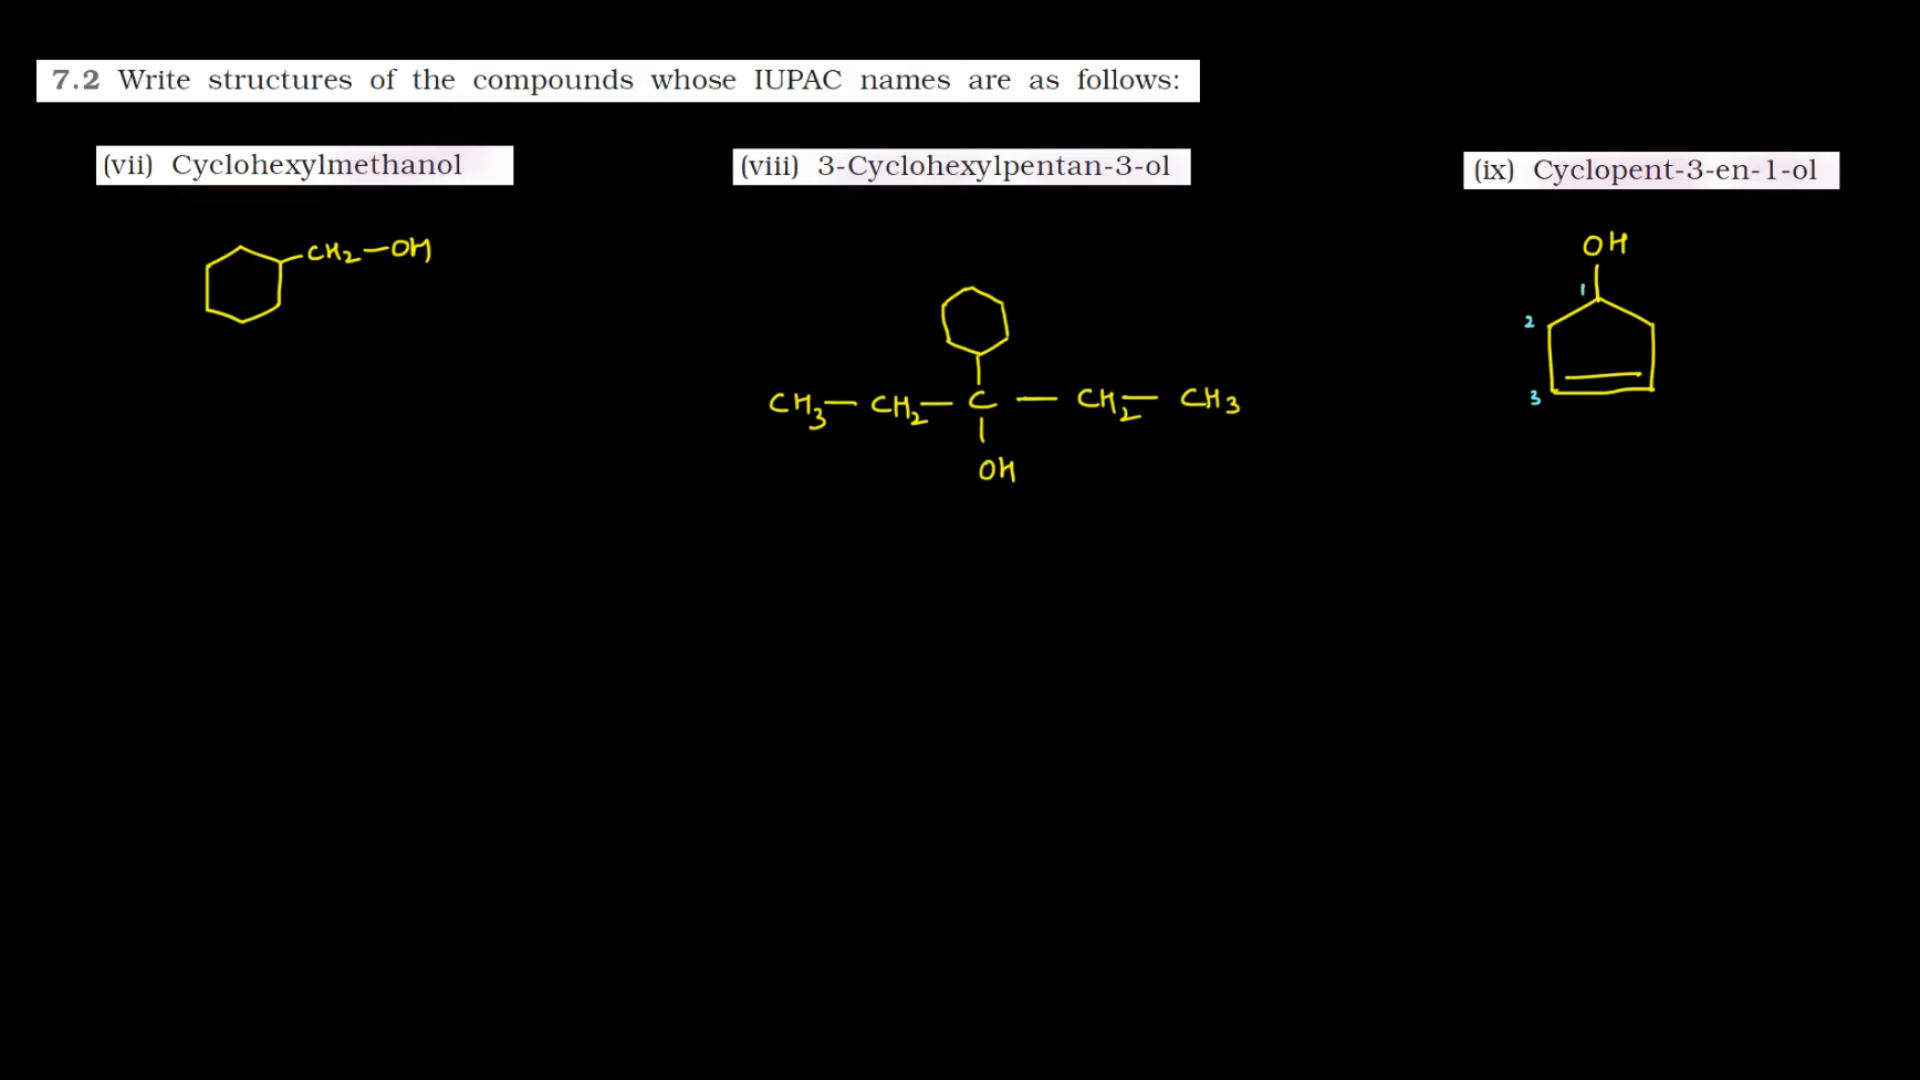 7.2 Write structures of the compounds whose IUPAC names are as follows:
(vii) Cyclohexylmethanol
(viii) 3-Cyclohexylpentan-3-ol
(ix) Cyclopent-3-en-1-ol
CH2—OH
CH3—CH2—C—CH2—CH3
OH
OH
1
2
3